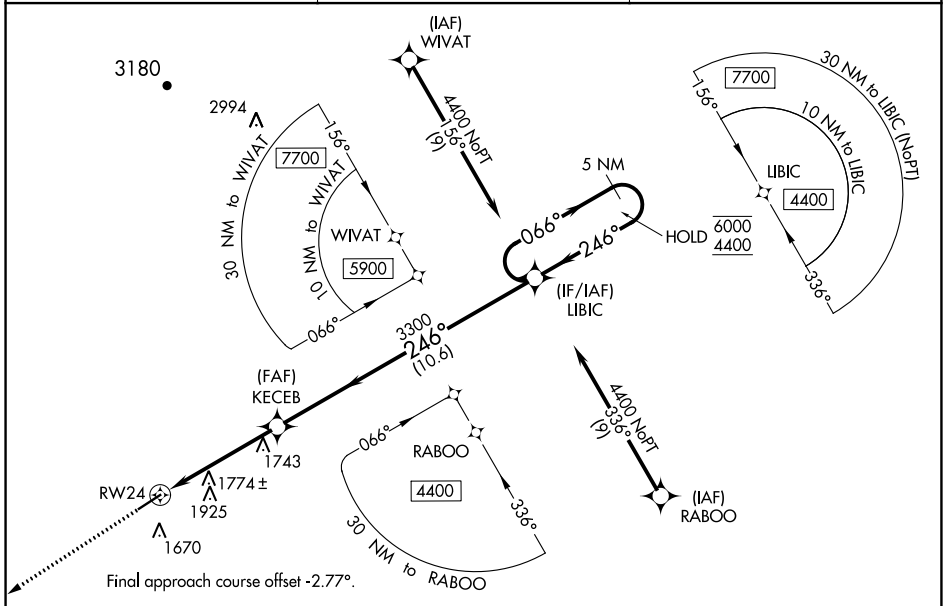 (IAF)
WIVAT
3180
2994
4400 NoPT
156°
(9)
30 NM to WIVAT
7700
156°
10 NM to WIVAT
WIVAT
5900
066°
5 NM
066°
246°
HOLD
6000
4400
(IF/IAF)
LIBIC
7700
30 NM to LIBIC (NoPT)
156°
10 NM to LIBIC
LIBIC
4400
336°
3300
246°
(10.6)
(FAF)
KECEB
1743
1774±
1925
RW24
1670
066°
RABOO
4400
336°
30 NM to RABOO
4400 NoPT
336°
(9)
(IAF)
RABOO
Final approach course offset -2.77°.